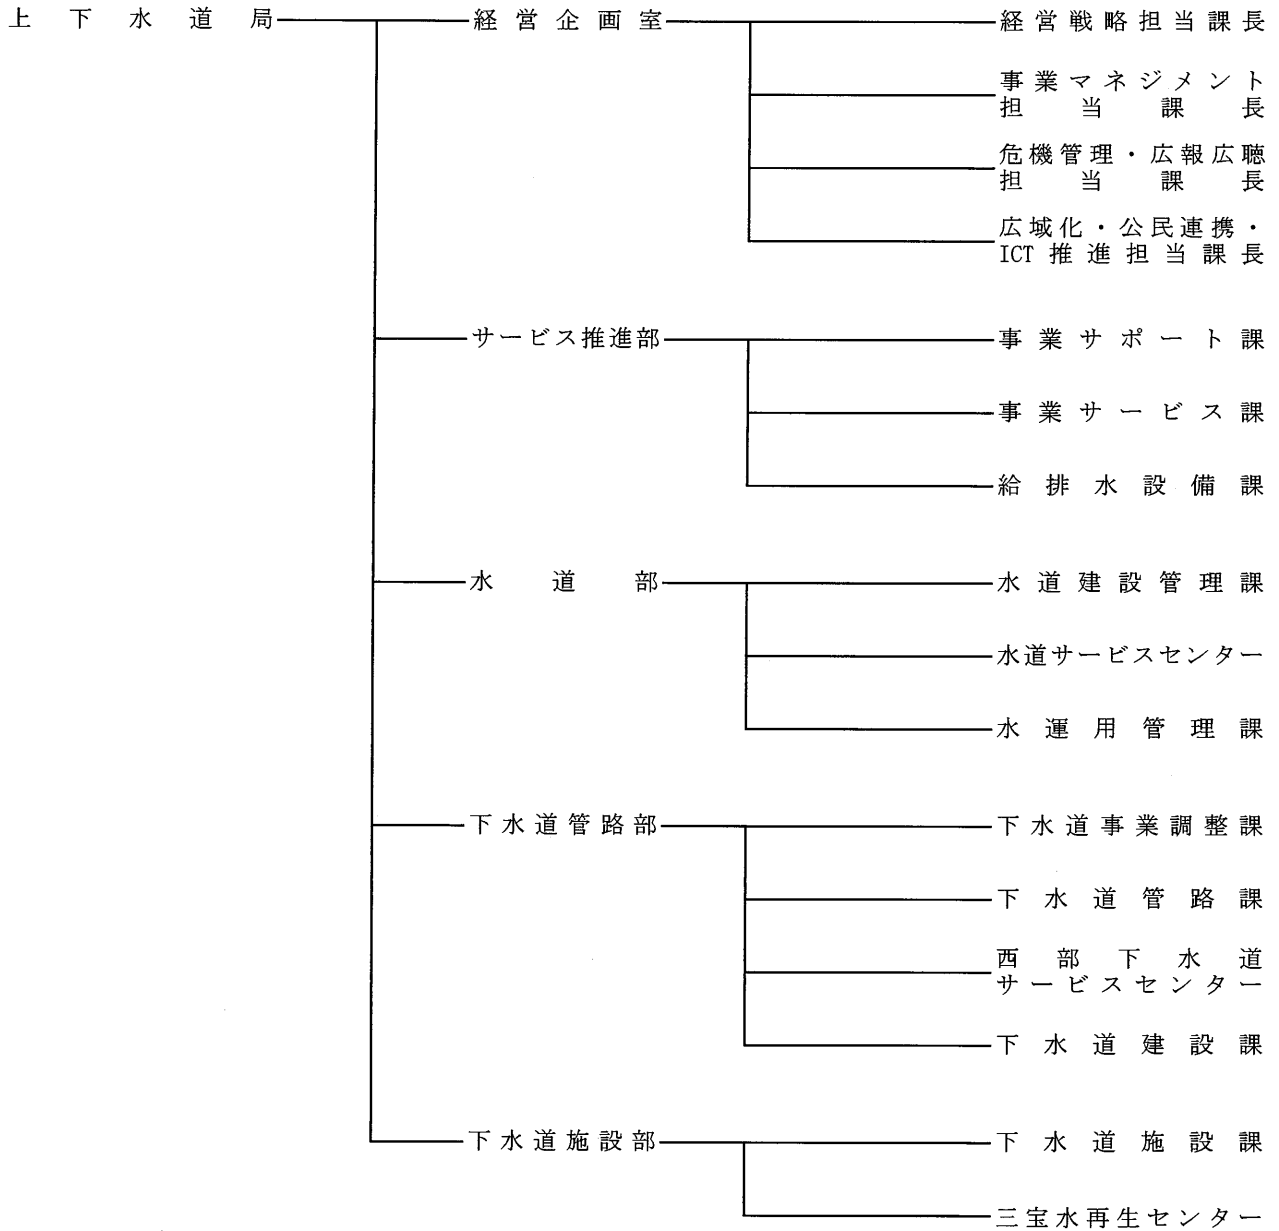 上下水道局
経営企画室
経営戦略担当課長
事業マネジメント
担当課長
危機管理・広報広聴
担当課長
広域化・公民連携・
ICT推進担当課長
サービス推進部
事業サポート課
事業サービス課
給排水設備課
水道部
水道建設管理課
水道サービスセンター
水運用管理課
下水道管路部
下水道事業調整課
下水道管路課
西部下水道
サービスセンター
下水道建設課
下水道施設部
下水道施設課
三宝水再生センター